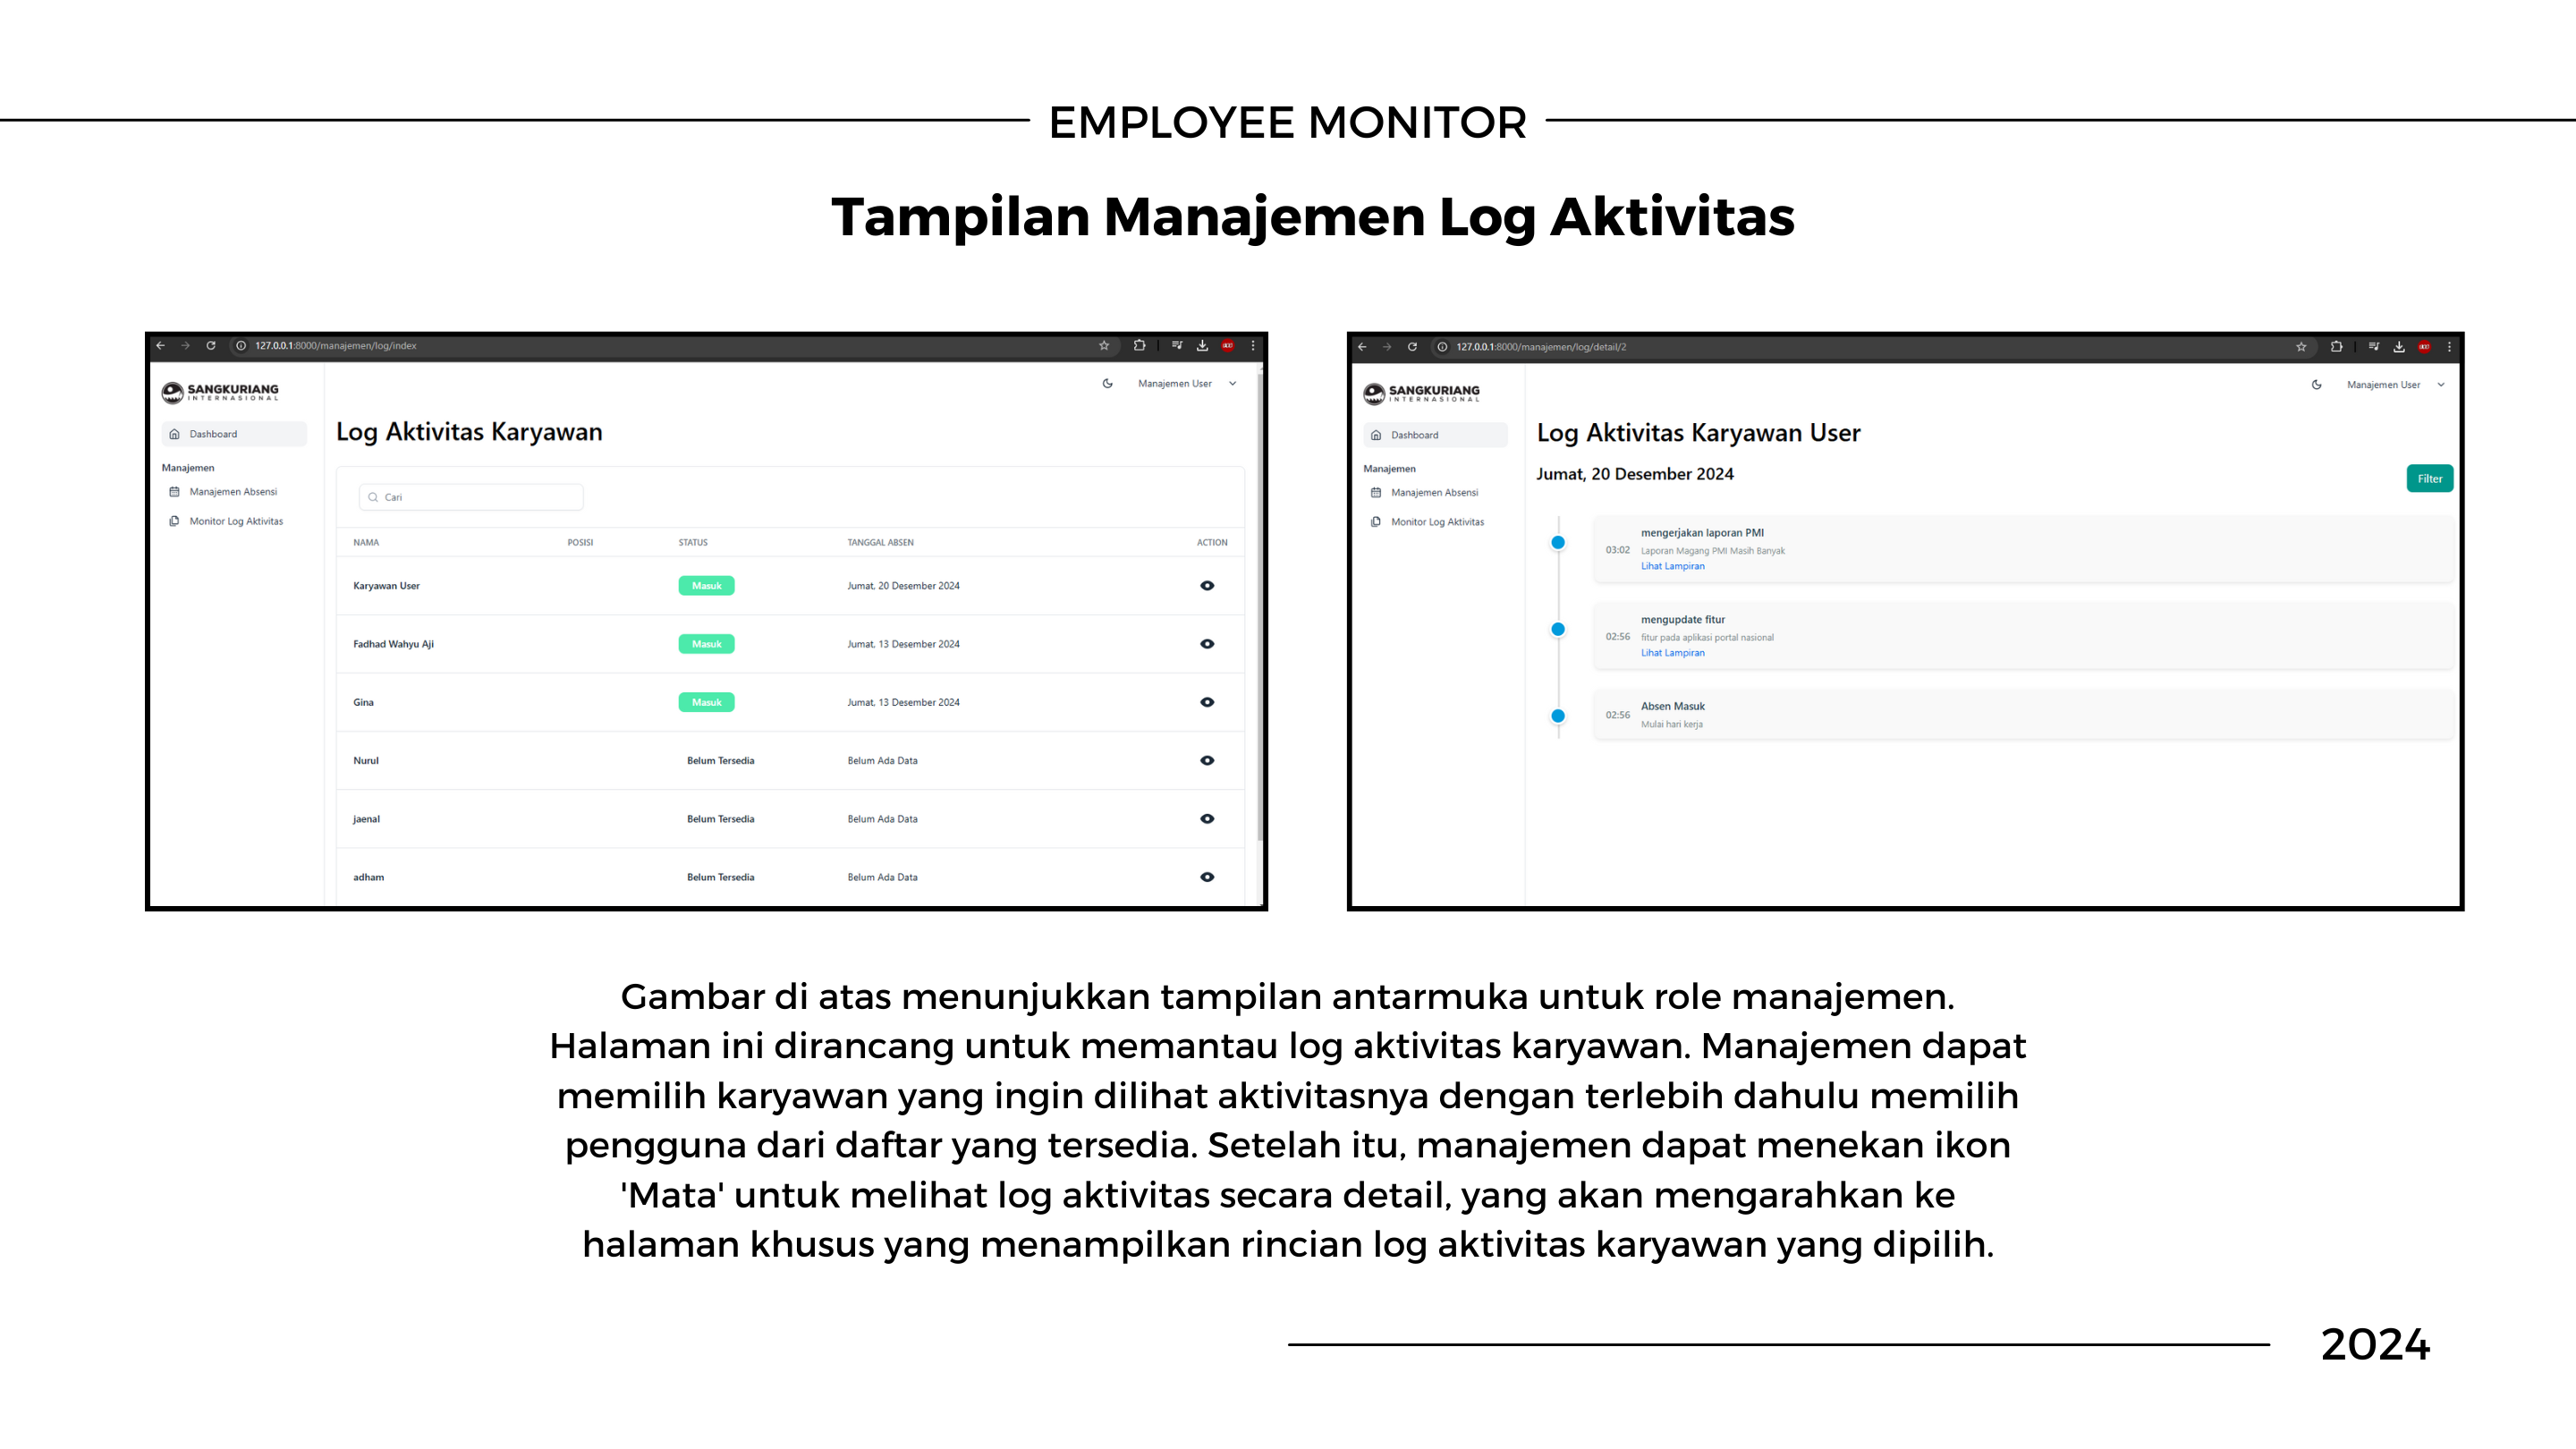 EMPLOYEE MONITOR
Tampilan Manajemen Log Aktivitas
127.0.0.1:8000/manajemen/log/index
SANGKURIANG
INTERNASIONAL
Manajemen User
Dashboard
Manajemen
Manajemen Absensi
Monitor Log Aktivitas
Log Aktivitas Karyawan
Cari
NAMA POSISI STATUS TANGGAL ABSEN ACTION
Karyawan User Masuk Jumat, 20 Desember 2024
Fadhad Wahyu Aji Masuk Jumat, 13 Desember 2024
Gina Masuk Jumat, 13 Desember 2024
Nurul Belum Tersedia Belum Ada Data
jaenal Belum Tersedia Belum Ada Data
adham Belum Tersedia Belum Ada Data
127.0.0.1:8000/manajemen/log/detail/2
SANGKURIANG
INTERNASIONAL
Manajemen User
Dashboard
Manajemen
Manajemen Absensi
Monitor Log Aktivitas
Log Aktivitas Karyawan User
Jumat, 20 Desember 2024
Filter
mengerjakan laporan PMI
03:02 Laporan Magang PMI Masih Banyak
Lihat Lampiran
mengupdate fitur
02:56 fitur pada aplikasi portal nasional
Lihat Lampiran
Absen Masuk
02:56 Mulai hari kerja
Gambar di atas menunjukkan tampilan antarmuka untuk role manajemen.
Halaman ini dirancang untuk memantau log aktivitas karyawan. Manajemen dapat
memilih karyawan yang ingin dilihat aktivitasnya dengan terlebih dahulu memilih
pengguna dari daftar yang tersedia. Setelah itu, manajemen dapat menekan ikon
'Mata' untuk melihat log aktivitas secara detail, yang akan mengarahkan ke
halaman khusus yang menampilkan rincian log aktivitas karyawan yang dipilih.
2024